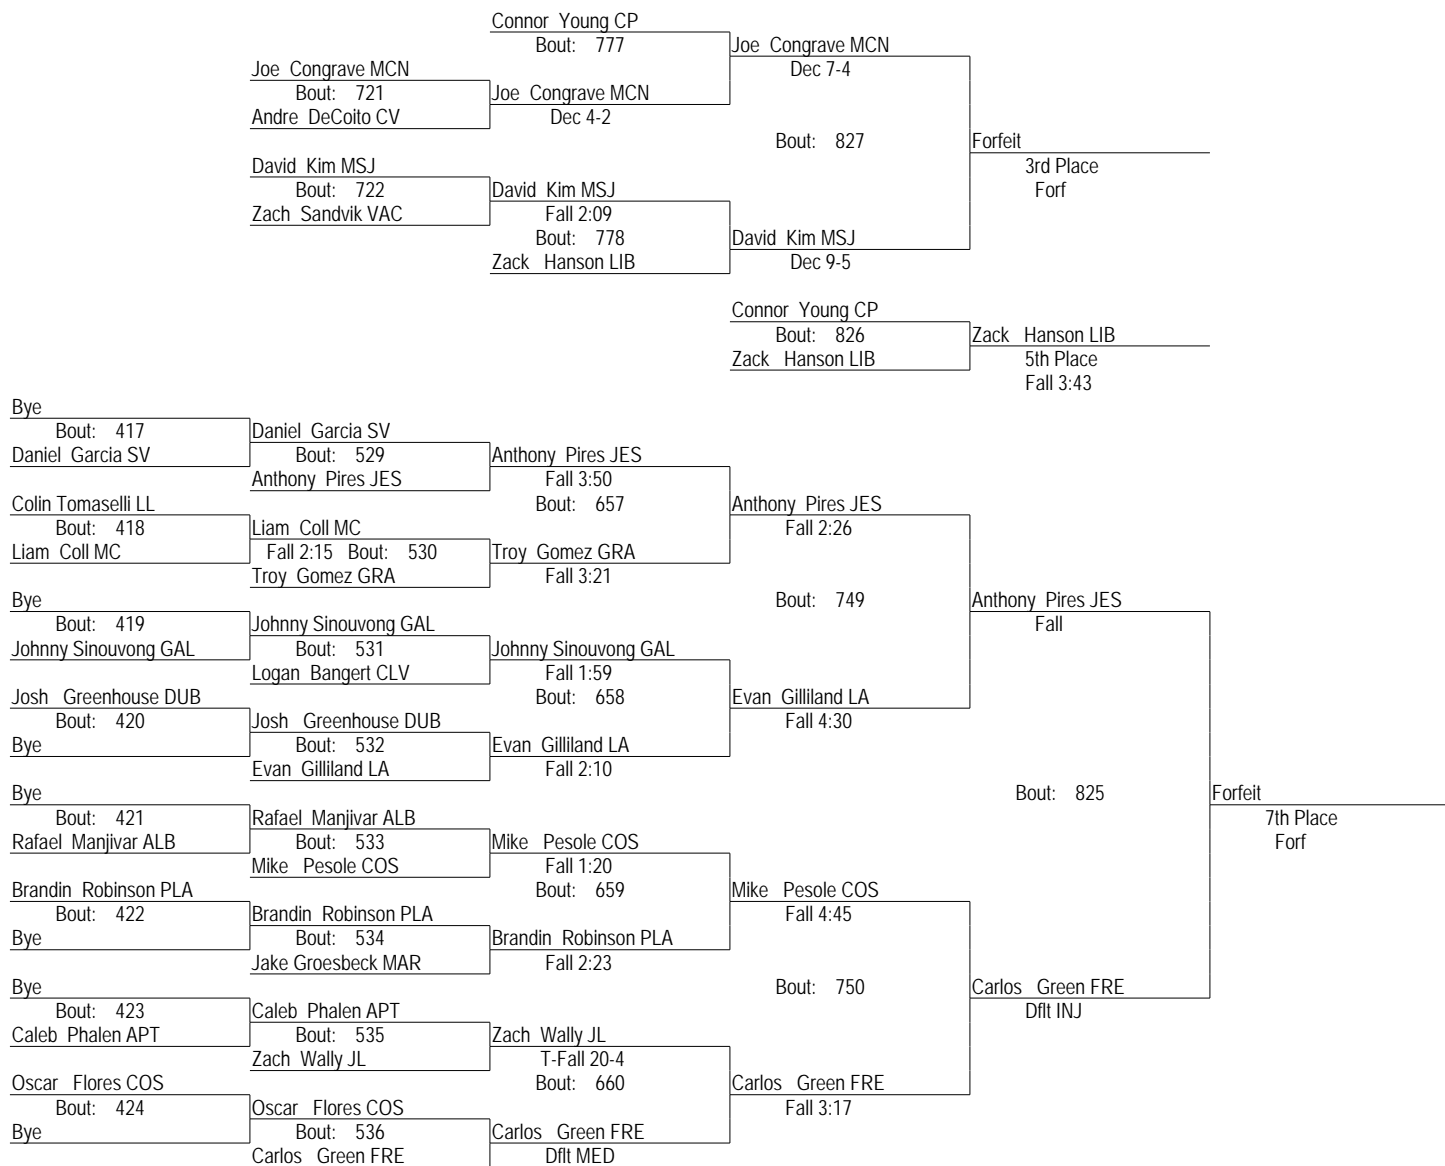 Connor Young CP
Bout: 777
Joe Congrave MCN
Dec 7-4
Joe Congrave MCN
Bout: 721
Joe Congrave MCN
Dec 4-2
Andre DeCoito CV
Bout: 827
Forfeit
3rd Place
Forf
David Kim MSJ
Bout: 722
David Kim MSJ
Zach Sandvik VAC
Fall 2:09
Bout: 778
David Kim MSJ
Zack Hanson LIB
Dec 9-5
Connor Young CP
Bout: 826
Zack Hanson LIB
Zack Hanson LIB
5th Place
Fall 3:43
Bye
Bout: 417
Daniel Garcia SV
Daniel Garcia SV
Bout: 529
Anthony Pires JES
Anthony Pires JES
Fall 3:50
Colin Tomaselli LL
Bout: 657
Anthony Pires JES
Bout: 418
Liam Coll MC
Fall 2:26
Liam Coll MC
Fall 2:15 Bout: 530
Troy Gomez GRA
Troy Gomez GRA
Fall 3:21
Bye
Bout: 749
Anthony Pires JES
Bout: 419
Johnny Sinouvong GAL
Fall
Johnny Sinouvong GAL
Bout: 531
Johnny Sinouvong GAL
Logan Bangert CLV
Fall 1:59
Josh Greenhouse DUB
Bout: 658
Evan Gilliland LA
Bout: 420
Josh Greenhouse DUB
Fall 4:30
Bye
Bout: 532
Evan Gilliland LA
Evan Gilliland LA
Fall 2:10
Bye
Bout: 825
Forfeit
Bout: 421
Rafael Manjivar ALB
7th Place
Rafael Manjivar ALB
Bout: 533
Mike Pesole COS
Forf
Mike Pesole COS
Fall 1:20
Brandin Robinson PLA
Bout: 659
Mike Pesole COS
Bout: 422
Brandin Robinson PLA
Fall 4:45
Bye
Bout: 534
Brandin Robinson PLA
Jake Groesbeck MAR
Fall 2:23
Bye
Bout: 750
Carlos Green FRE
Bout: 423
Caleb Phalen APT
Dflt INJ
Caleb Phalen APT
Bout: 535
Zach Wally JL
Zach Wally JL
T-Fall 20-4
Oscar Flores COS
Bout: 660
Carlos Green FRE
Bout: 424
Oscar Flores COS
Fall 3:17
Bye
Bout: 536
Carlos Green FRE
Carlos Green FRE
Dflt MED